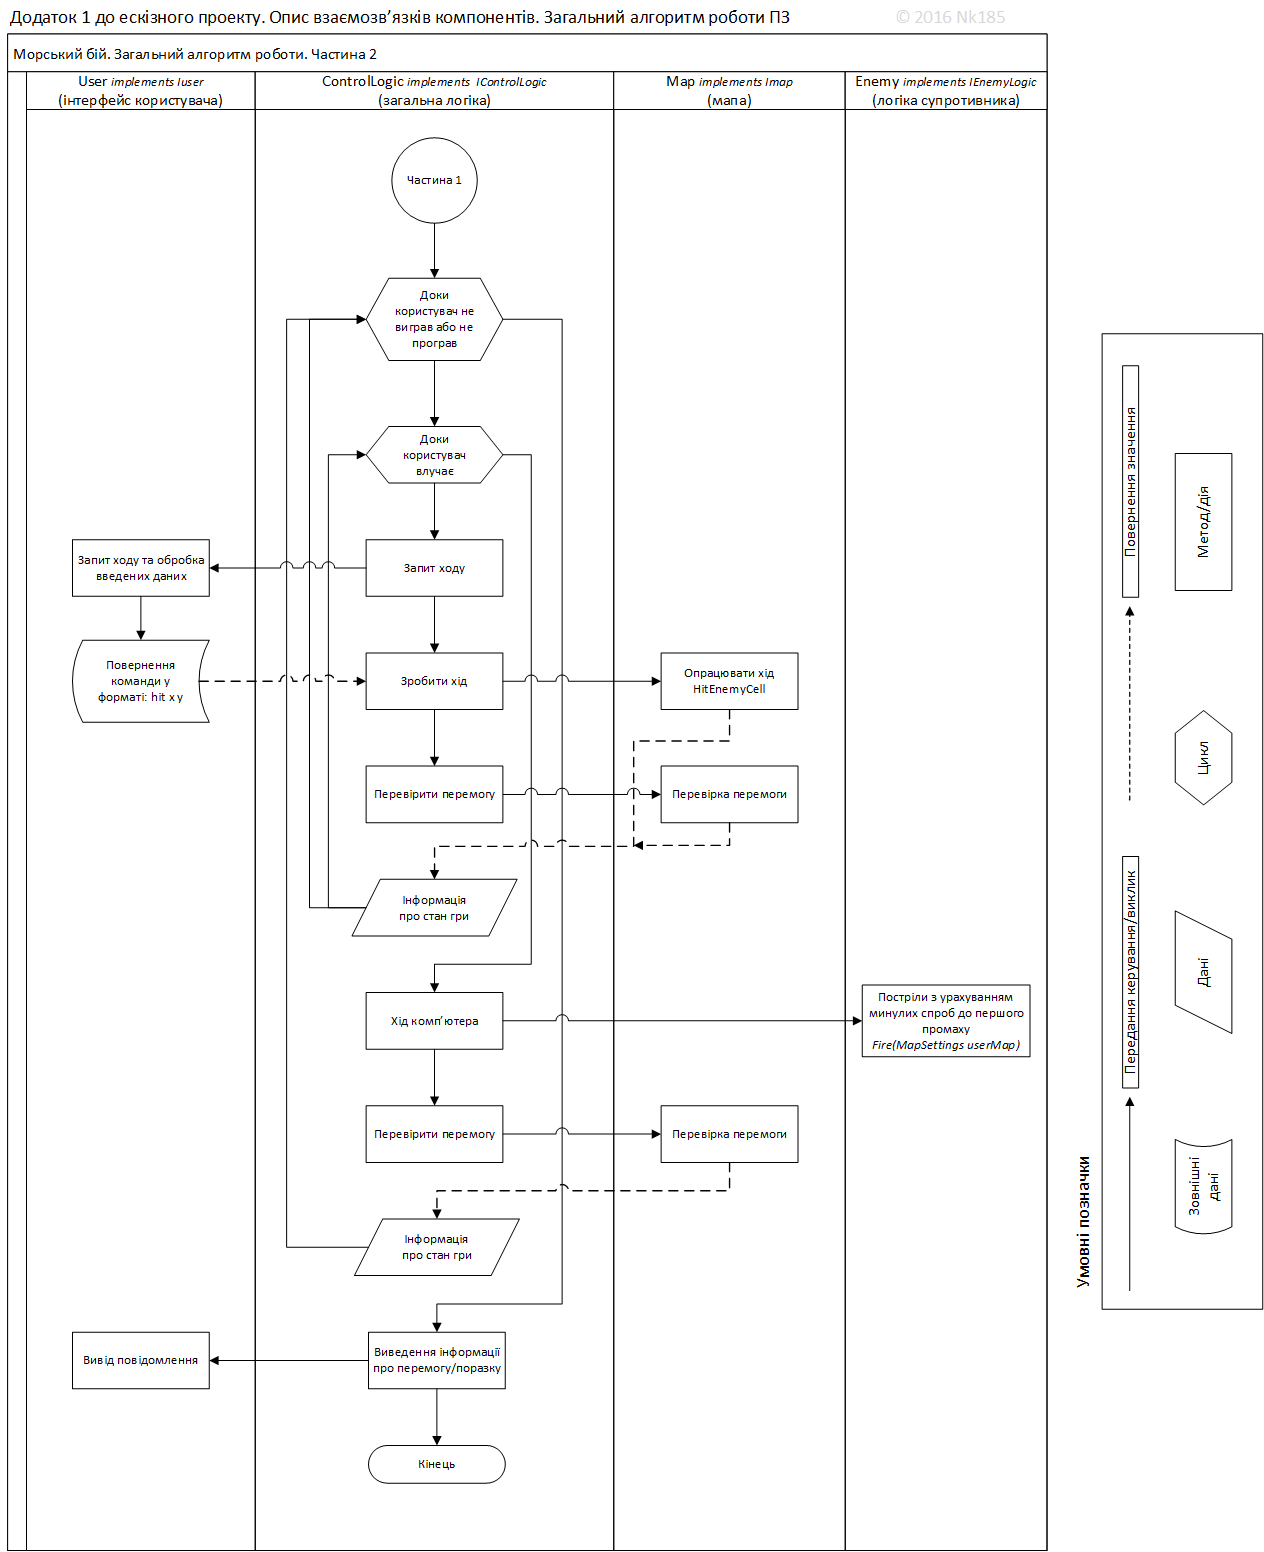 Додаток 1 до ескізного проекту. Опис взаємозв’язків компонентів. Загальний алгоритм роботи ПЗ
© 2016 Nk185
Морський бій. Загальний алгоритм роботи. Частина 2
User implements Iuser
(інтерфейс користувача)
ControlLogic implements IControlLogic
(загальна логіка)
Map implements Imap
(мапа)
Enemy implements IEnemyLogic
(логіка супротивника)
Частина 1
Доки
користувач не
виграв або не
програв
Доки
користувач
влучає
Запит ходу та обробка
введених даних
Запит ходу
Повернення
команди у
форматі: hit x y
Зробити хід
Опрацювати хід
HitEnemyCell
Перевірити перемогу
Перевірка перемоги
Інформація
про стан гри
Хід комп’ютера
Постріли з урахуванням
минулих спроб до першого
промаху
Fire(MapSettings userMap)
Перевірити перемогу
Перевірка перемоги
Інформація
про стан гри
Вивід повідомлення
Виведення інформації
про перемогу/поразку
Кінець
Умовні позначки
Передання керування/виклик
Повернення значення
Зовнішні
дані
Дані
Цикл
Метод/дія